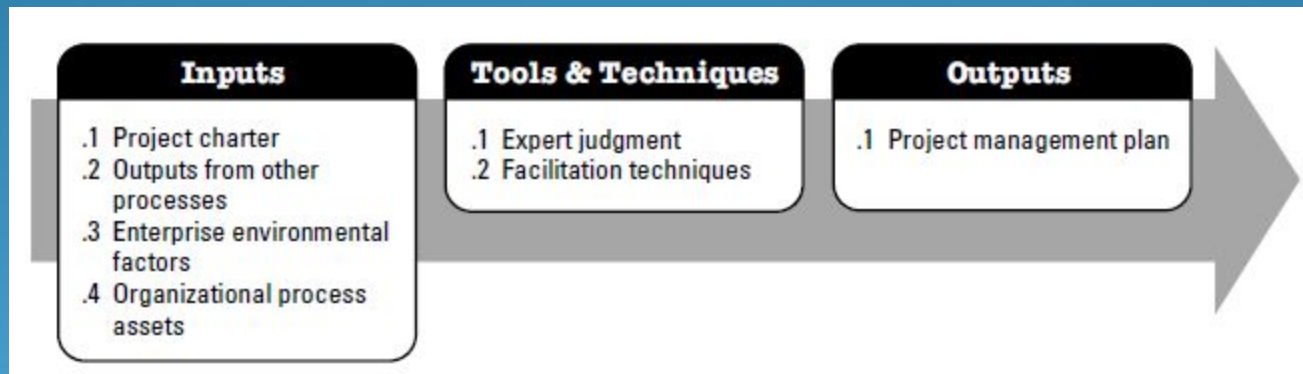 Inputs
.1 Project charter
.2 Outputs from other
processes
.3 Enterprise environmental
factors
.4 Organizational process
assets
Tools & Techniques
.1 Expert judgment
.2 Facilitation techniques
Outputs
.1 Project management plan